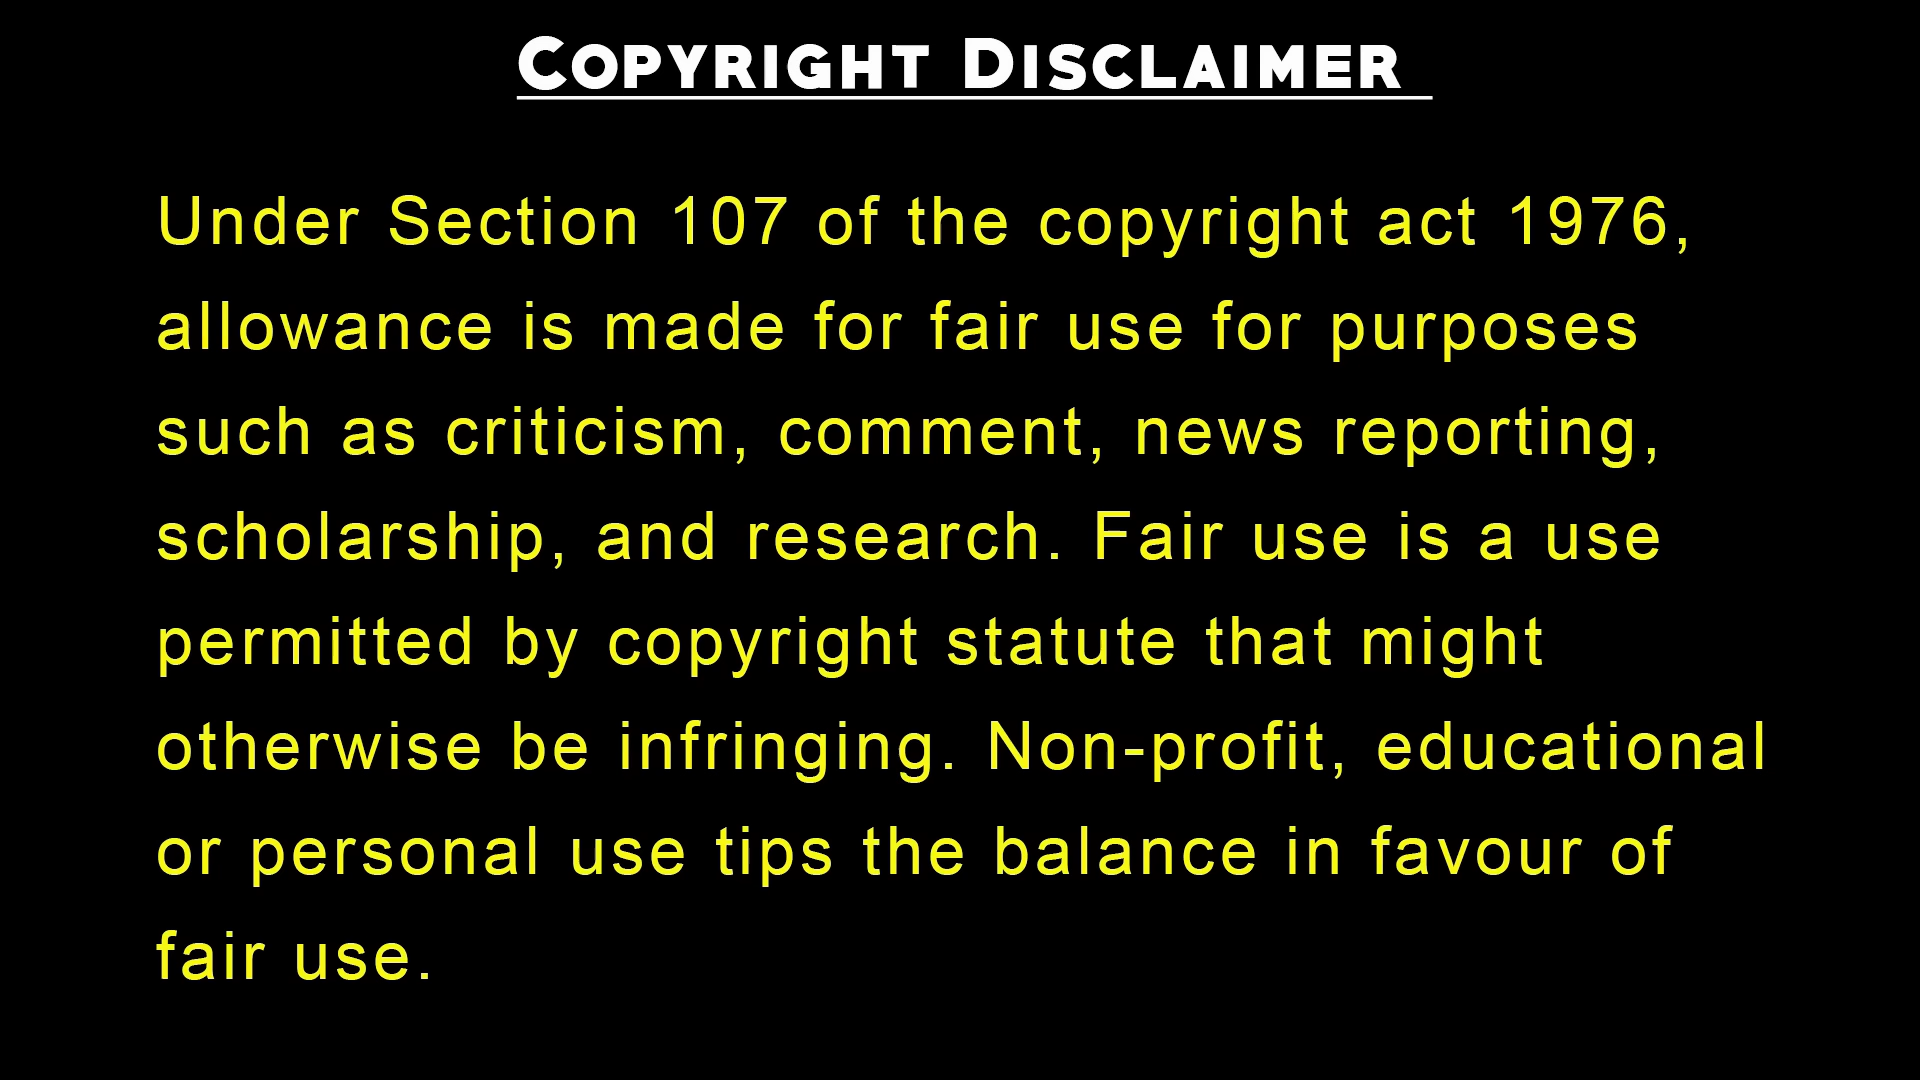 Copyright Disclaimer
Under Section 107 of the copyright act 1976,
allowance is made for fair use for purposes
such as criticism, comment, news reporting,
scholarship, and research. Fair use is a use
permitted by copyright statute that might
otherwise be infringing. Non-profit, educational
or personal use tips the balance in favour of
fair use.